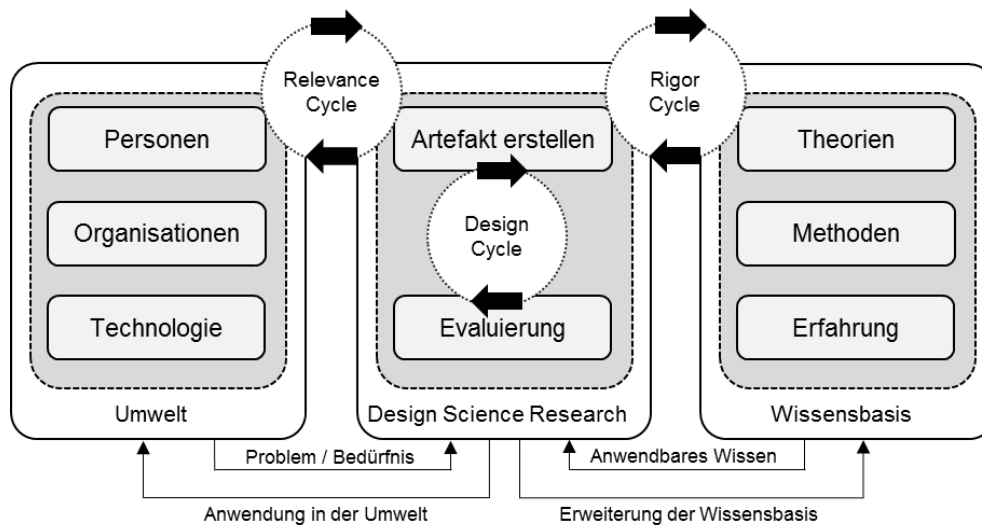 Relevance
Cycle
Rigor
Cycle
Personen
Artefakt erstellen
Theorien
Organisationen
Design
Cycle
Methoden
Technologie
Evaluierung
Erfahrung
Umwelt
Design Science Research
Wissensbasis
Problem / Bedürfnis
Anwendbares Wissen
Anwendung in der Umwelt
Erweiterung der Wissensbasis